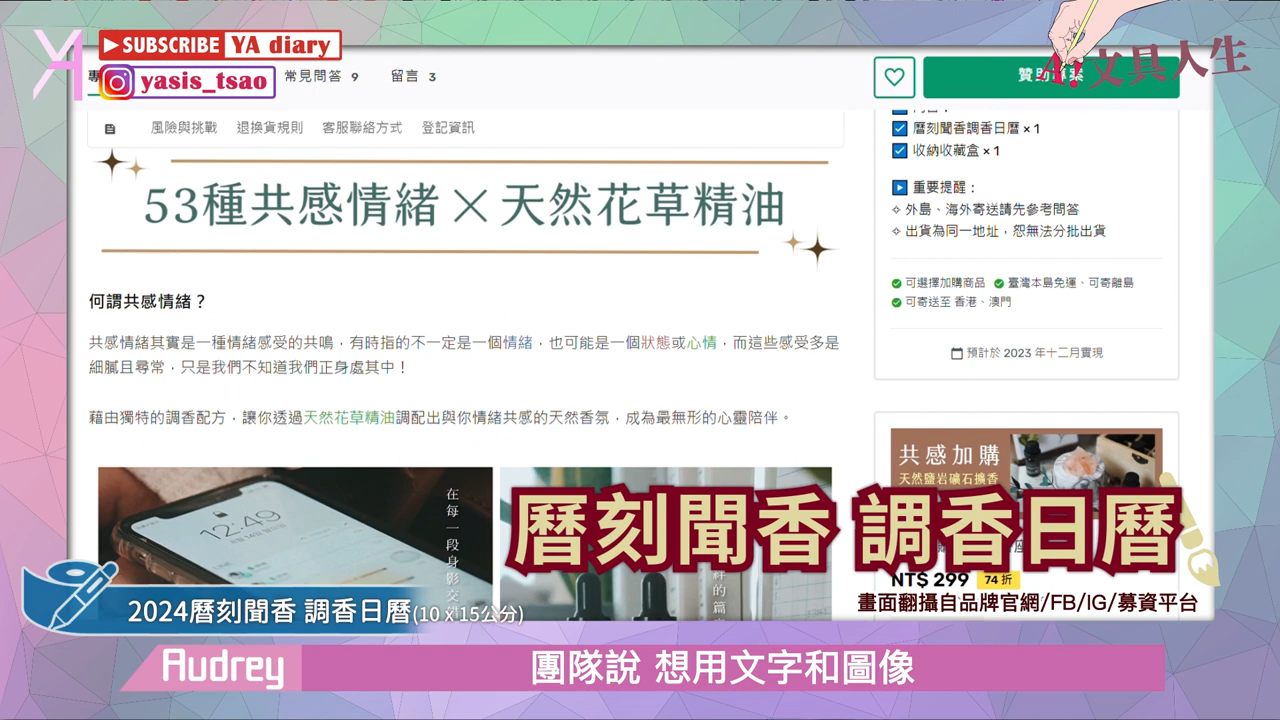 YA
SUBSCRIBE YA diary
yasis_tsao
專
常見問答 9
留言 3
贊助專案
文具人生
風險與挑戰
退換貨規則
客服聯絡方式
登記資訊
53種共感情緒×天然花草精油
何謂共感情緒？
共感情緒其實是一種情緒感受的共鳴，有時指的不一定是一個情緒，也可能是一個狀態或心情，而這些感受多是
細膩且尋常，只是我們不知道我們正身處其中！
藉由獨特的調香配方，讓你透過天然花草精油調配出與你情緒共感的天然香氛，成為最無形的心靈陪伴。
12:49
在每一段身影交
曆刻聞香調香日曆 × 1
收納收藏盒 × 1
重要提醒：
✧ 外島、海外寄送請先參考問答
✧ 出貨為同一地址，恕無法分批出貨
可選擇加購商品
臺灣本島免運、可寄離島
可寄送至 香港、澳門
預計於 2023 年十二月實現
共感加購
天然鹽岩礦石擴香
曆刻聞香 調香日曆
的篇
NT$ 299
74 折
畫面翻攝自品牌官網/FB/IG/募資平台
2024曆刻聞香 調香日曆(10 x 15公分)
Audrey
團隊說 想用文字和圖像